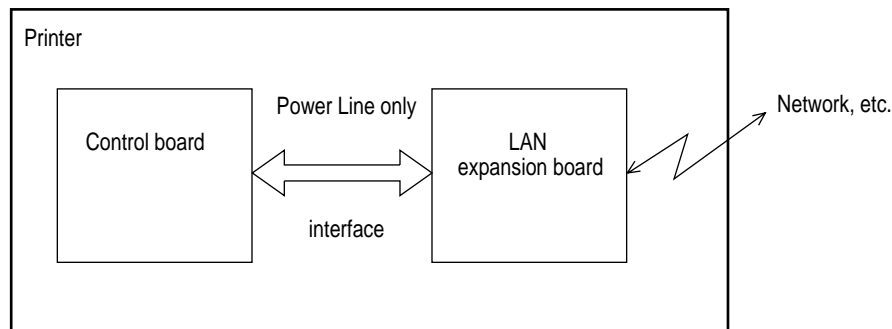 Printer
Power Line only
Network, etc.
Control board
LAN
expansion board
interface